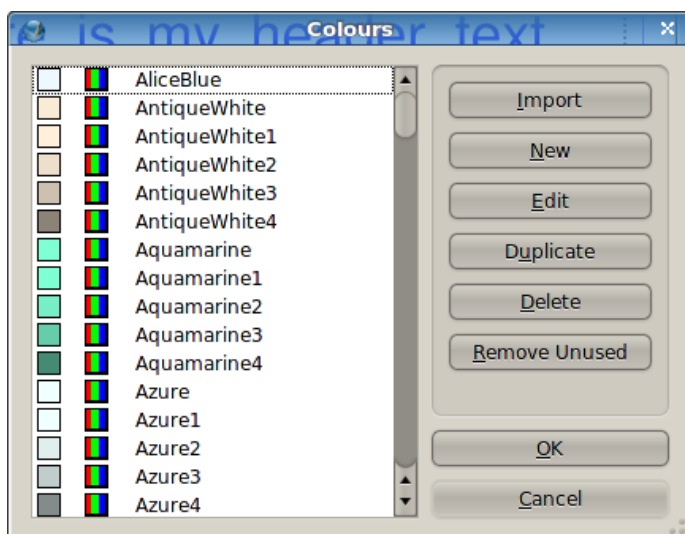 is my header text
Colours
AliceBlue
AntiqueWhite
AntiqueWhite1
AntiqueWhite2
AntiqueWhite3
AntiqueWhite4
Aquamarine
Aquamarine1
Aquamarine2
Aquamarine3
Aquamarine4
Azure
Azure1
Azure2
Azure3
Azure4
Import
New
Edit
Duplicate
Delete
Remove Unused
OK
Cancel